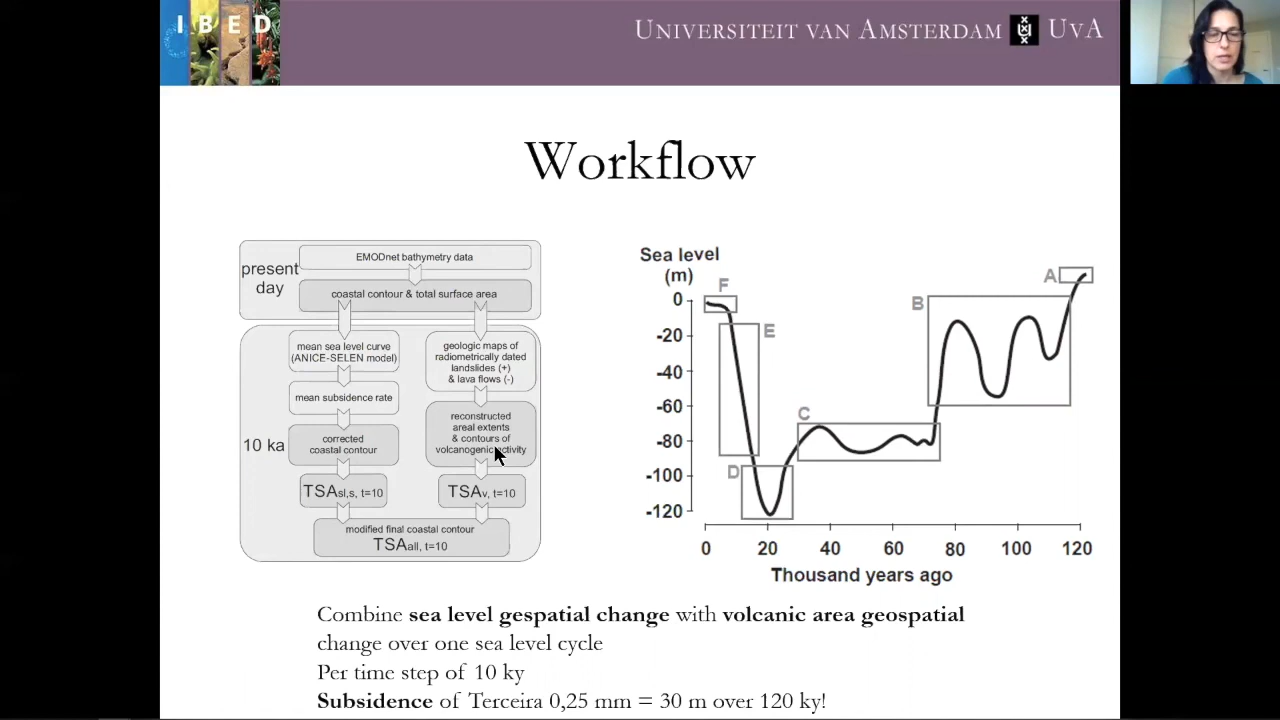 IBED
UNIVERSITEIT VAN AMSTERDAM UvA
Workflow
present
day
EMODnet bathymetry data
coastal contour & total surface area
10 ka
mean sea level curve
(ANICE-SELEN model)
mean subsidence rate
corrected
coastal contour
TSAsl,s, t=10
geologic maps of
radiometrically dated
landslides (+)
& lava flows (-)
reconstructed
areal extents
& contours of
volcanogenic activity
TSAv, t=10
modified final coastal contour
TSAall, t=10
Sea level
(m)
0
-20
-40
-60
-80
-100
-120
F
E
D
C
B
A
0 20 40 60 80 100 120
Thousand years ago
Combine sea level gespatial change with volcanic area geospatial
change over one sea level cycle
Per time step of 10 ky
Subsidence of Terceira 0,25 mm = 30 m over 120 ky!